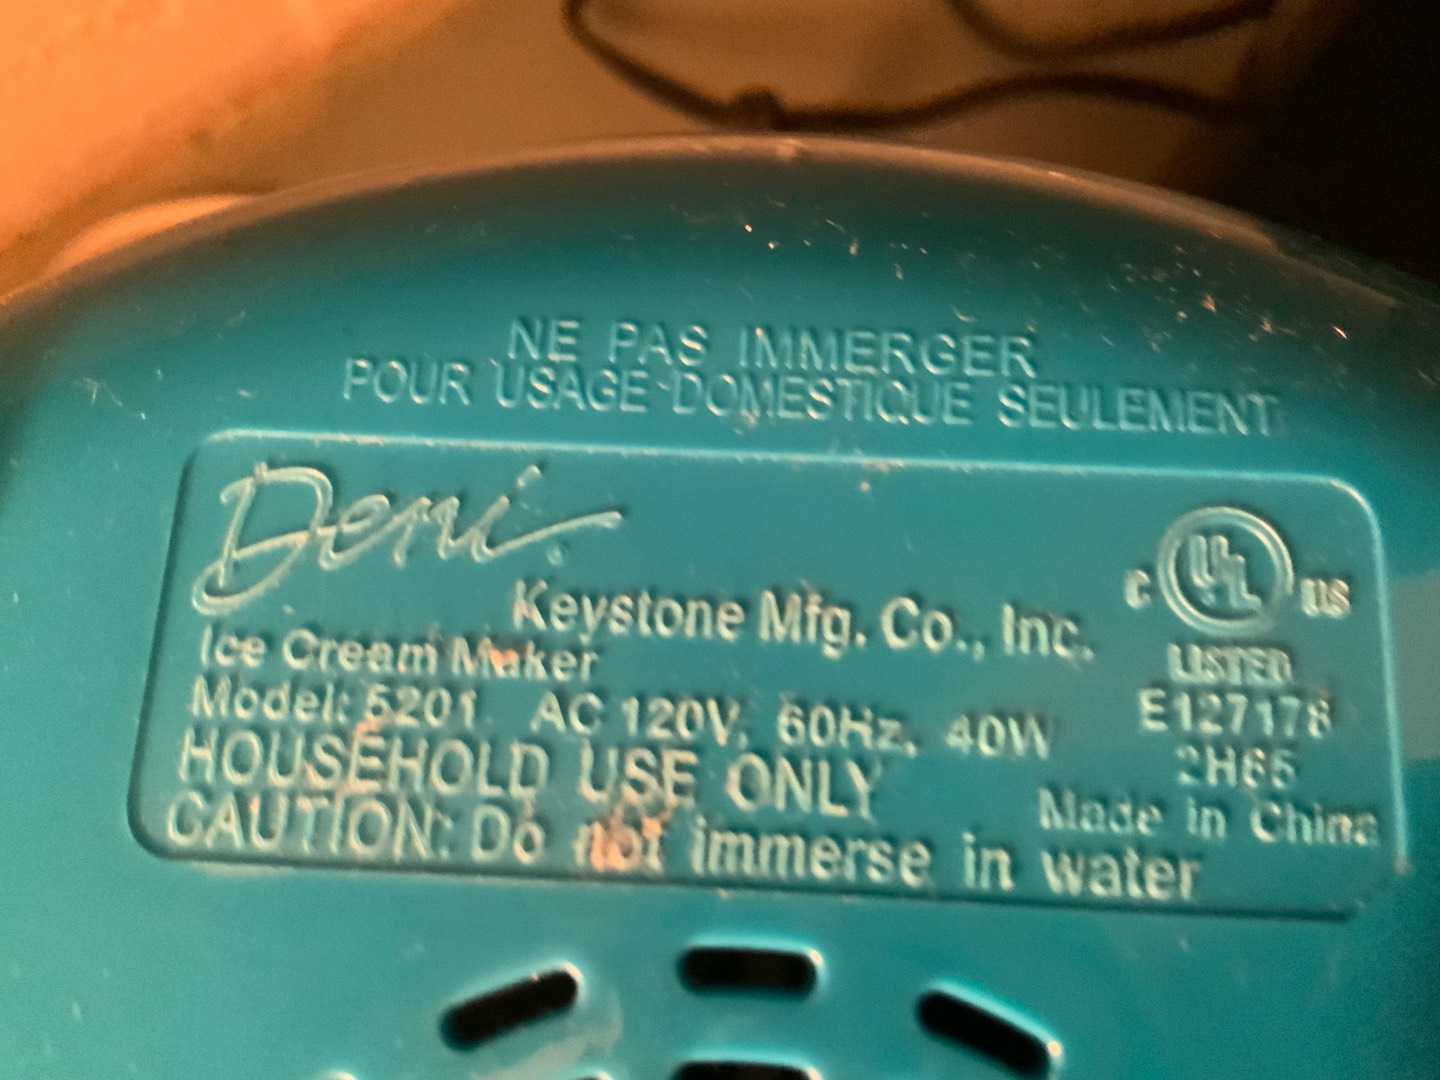 NE PAS IMMERGER
POUR USAGE DOMESTIQUE SEULEMENT
Deni.
Keystone Mfg. Co., Inc.
Ice Cream Maker
Model: 5201 AC 120V, 60Hz, 40W
HOUSEHOLD USE ONLY
CAUTION: Do not immerse in water
C UL US
LISTED
E127178
2H65
Made in China